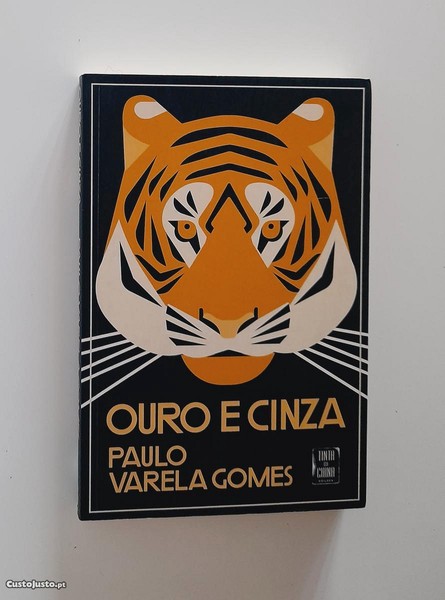 OURO E CINZA
PAULO
VARELA GOMES
TINTA
DA
CHINA
CustoJusto.pt